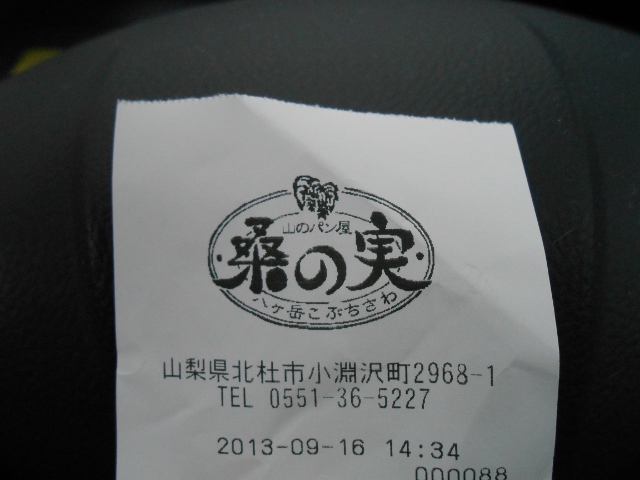 山のパン屋
・桑の実・
八ヶ岳こぶちさわ
山梨県北杜市小淵沢町2968-1
TEL 0551-36-5227
2013-09-16 14:34
000088